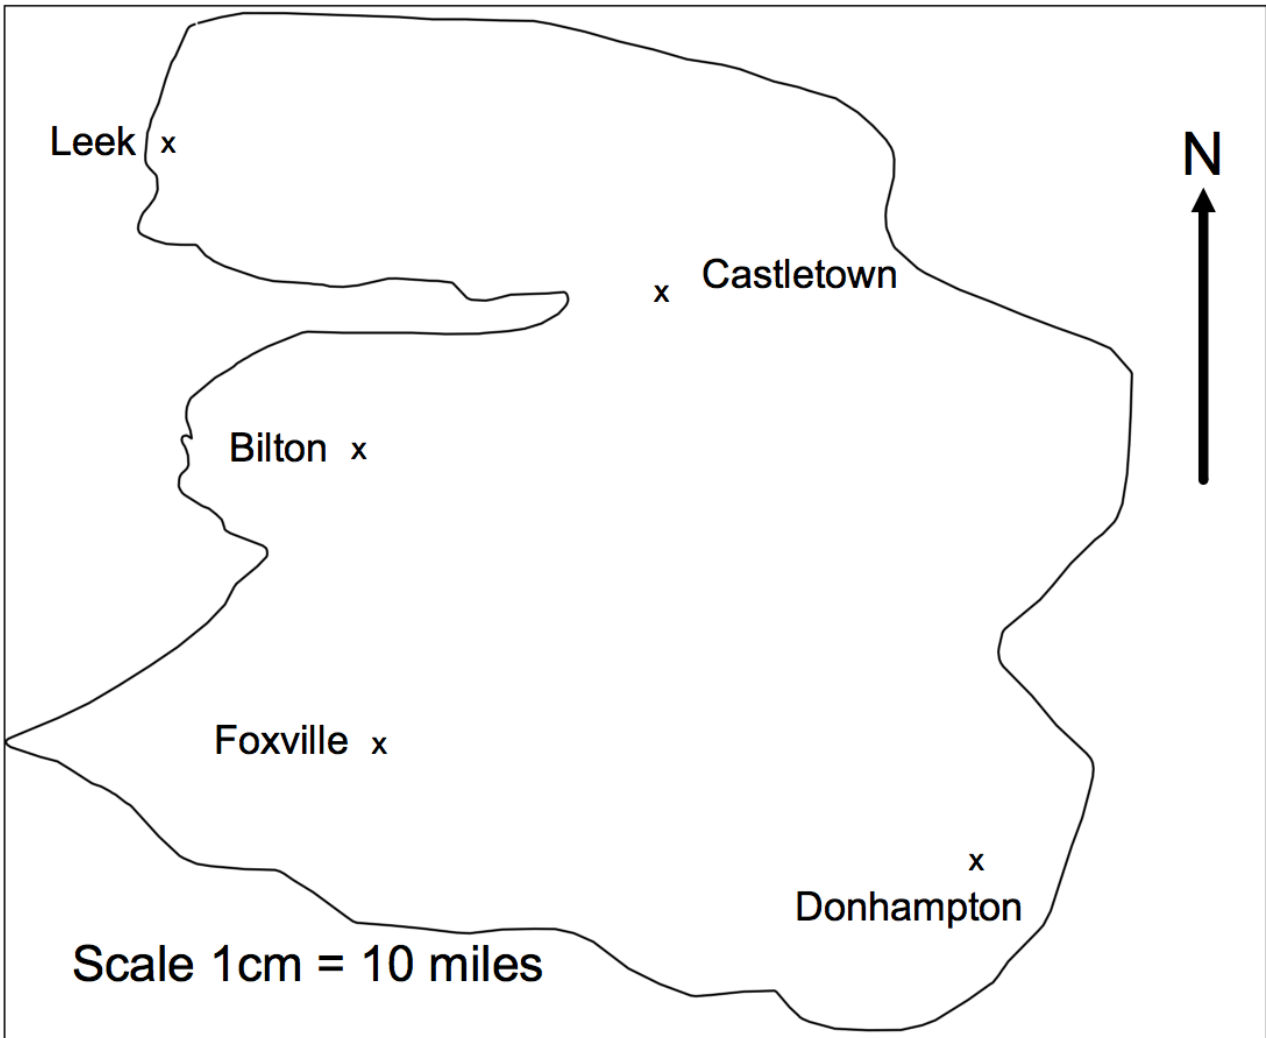 N
Leek x
Castletown
x
Bilton x
Foxville x
x
Donhampton
Scale 1cm = 10 miles